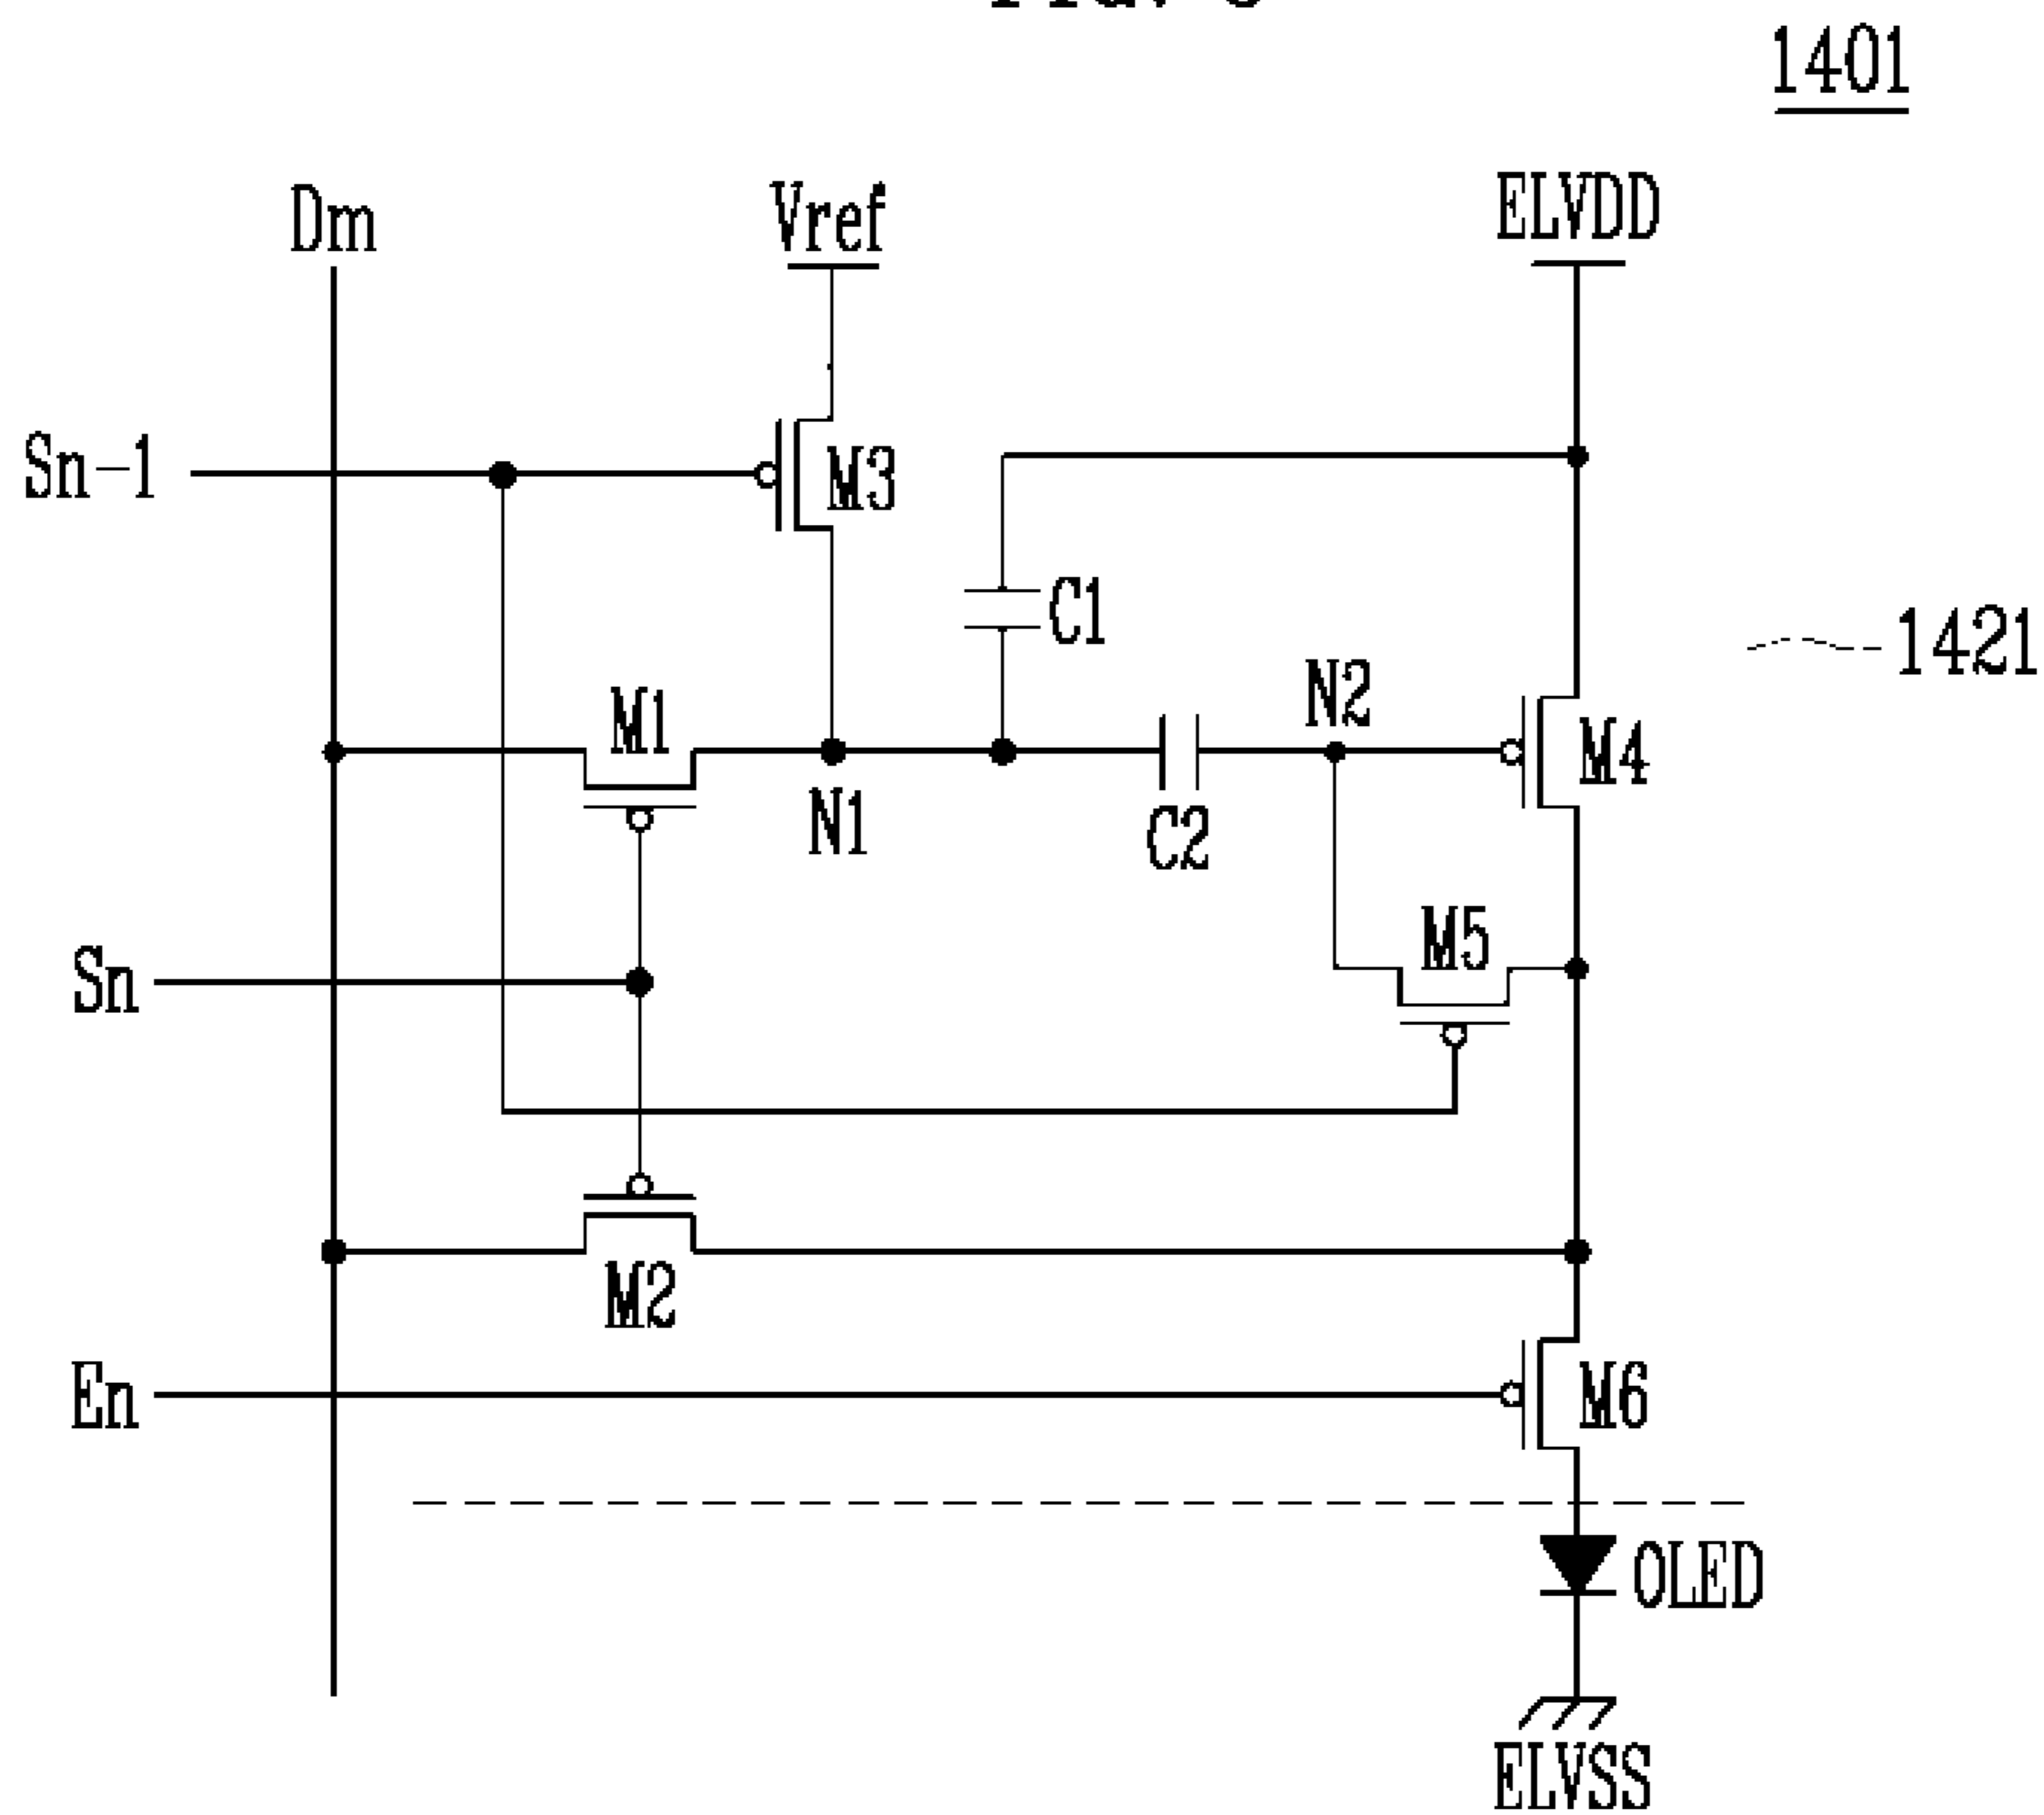 1401
Dm
Vref
ELVDD
Sn-1
M3
C1
1421
N2
M1
M4
N1
C2
M5
Sn
M2
En
M6
OLED
ELVSS